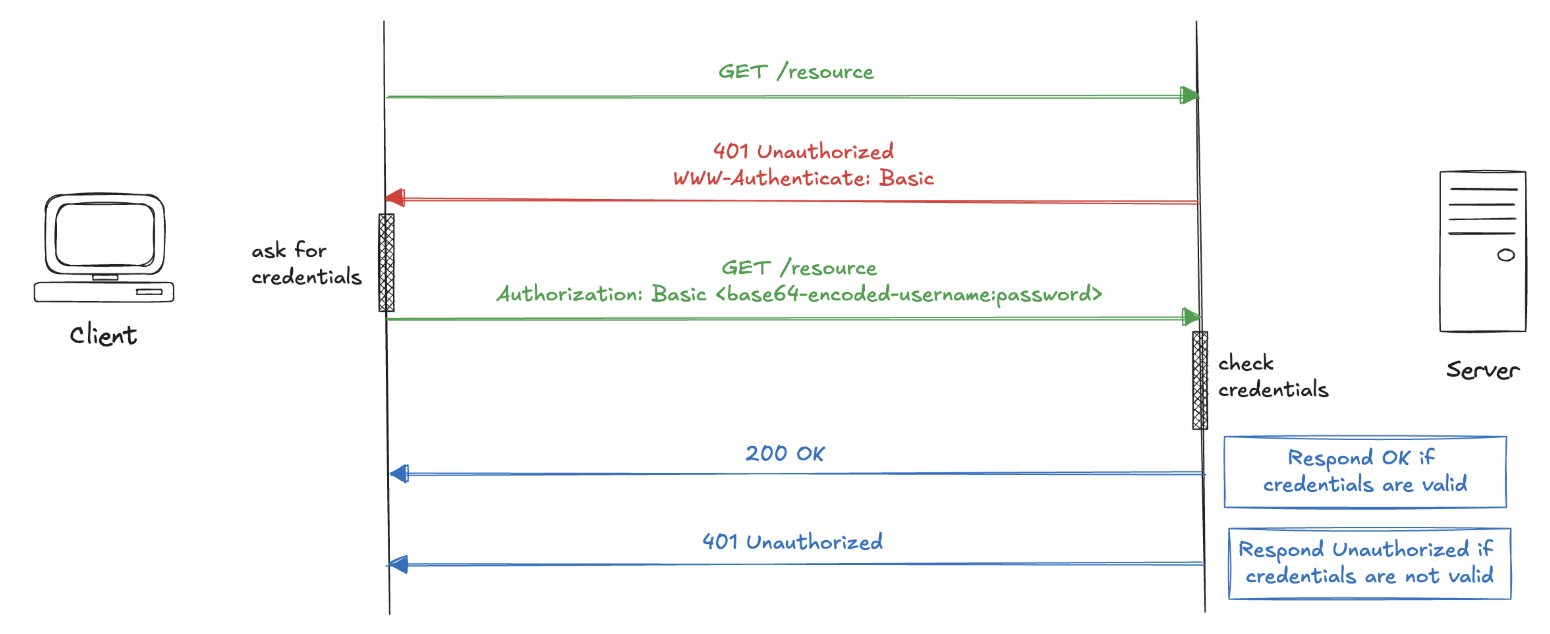 GET /resource
401 Unauthorized
WWW-Authenticate: Basic
ask for
credentials
GET /resource
Authorization: Basic <base64-encoded-username:password>
Client
check
credentials
Server
200 OK
Respond OK if
credentials are valid
401 Unauthorized
Respond Unauthorized if
credentials are not valid